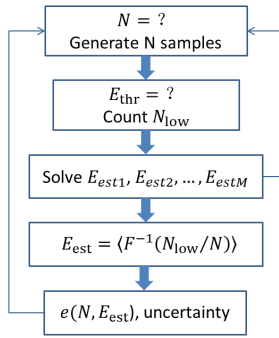 N = ?
Generate N samples
E_thr = ?
Count N_low
Solve E_est1, E_est2, …, E_estM
E_est = ⟨F⁻¹(N_low/N)⟩
e(N, E_est), uncertainty